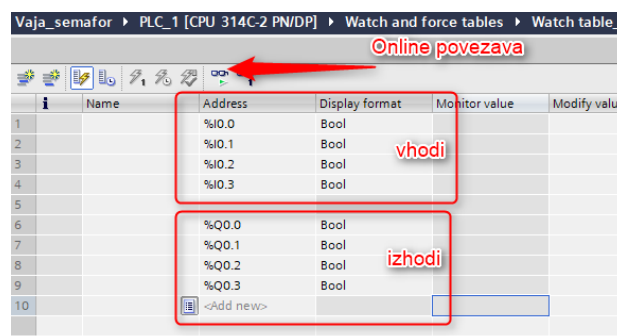 Vaja_semafor ▸ PLC_1 [CPU 314C-2 PN/DP] ▸ Watch and force tables ▸ Watch table_
Online povezava
i Name Address Display format Monitor value Modify valu
1 %I0.0 Bool
2 %I0.1 Bool
vhodi
3 %I0.2 Bool
4 %I0.3 Bool
5
6 %Q0.0 Bool
7 %Q0.1 Bool
izhodi
8 %Q0.2 Bool
9 %Q0.3 Bool
10 <Add new>